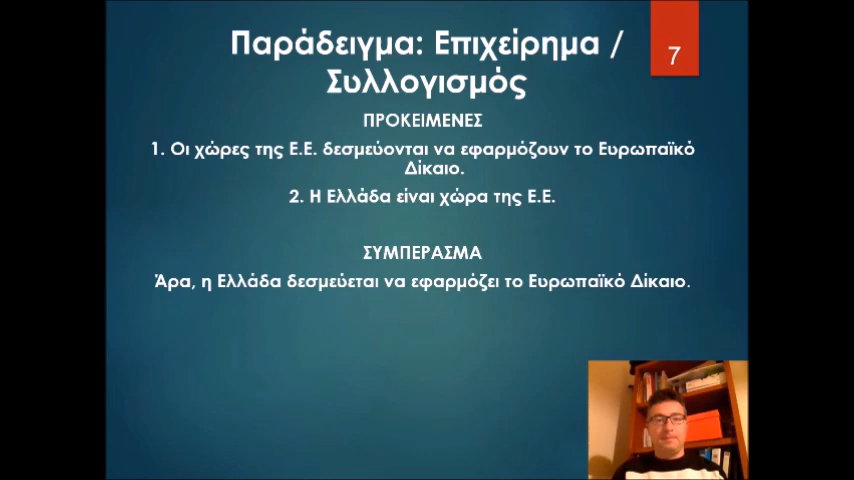 Παράδειγμα: Επιχείρημα /
Συλλογισμός
7
ΠΡΟΚΕΙΜΕΝΕΣ
1. Οι χώρες της Ε.Ε. δεσμεύονται να εφαρμόζουν το Ευρωπαϊκό
Δίκαιο.
2. Η Ελλάδα είναι χώρα της Ε.Ε.
ΣΥΜΠΕΡΑΣΜΑ
Άρα, η Ελλάδα δεσμεύεται να εφαρμόζει το Ευρωπαϊκό Δίκαιο.